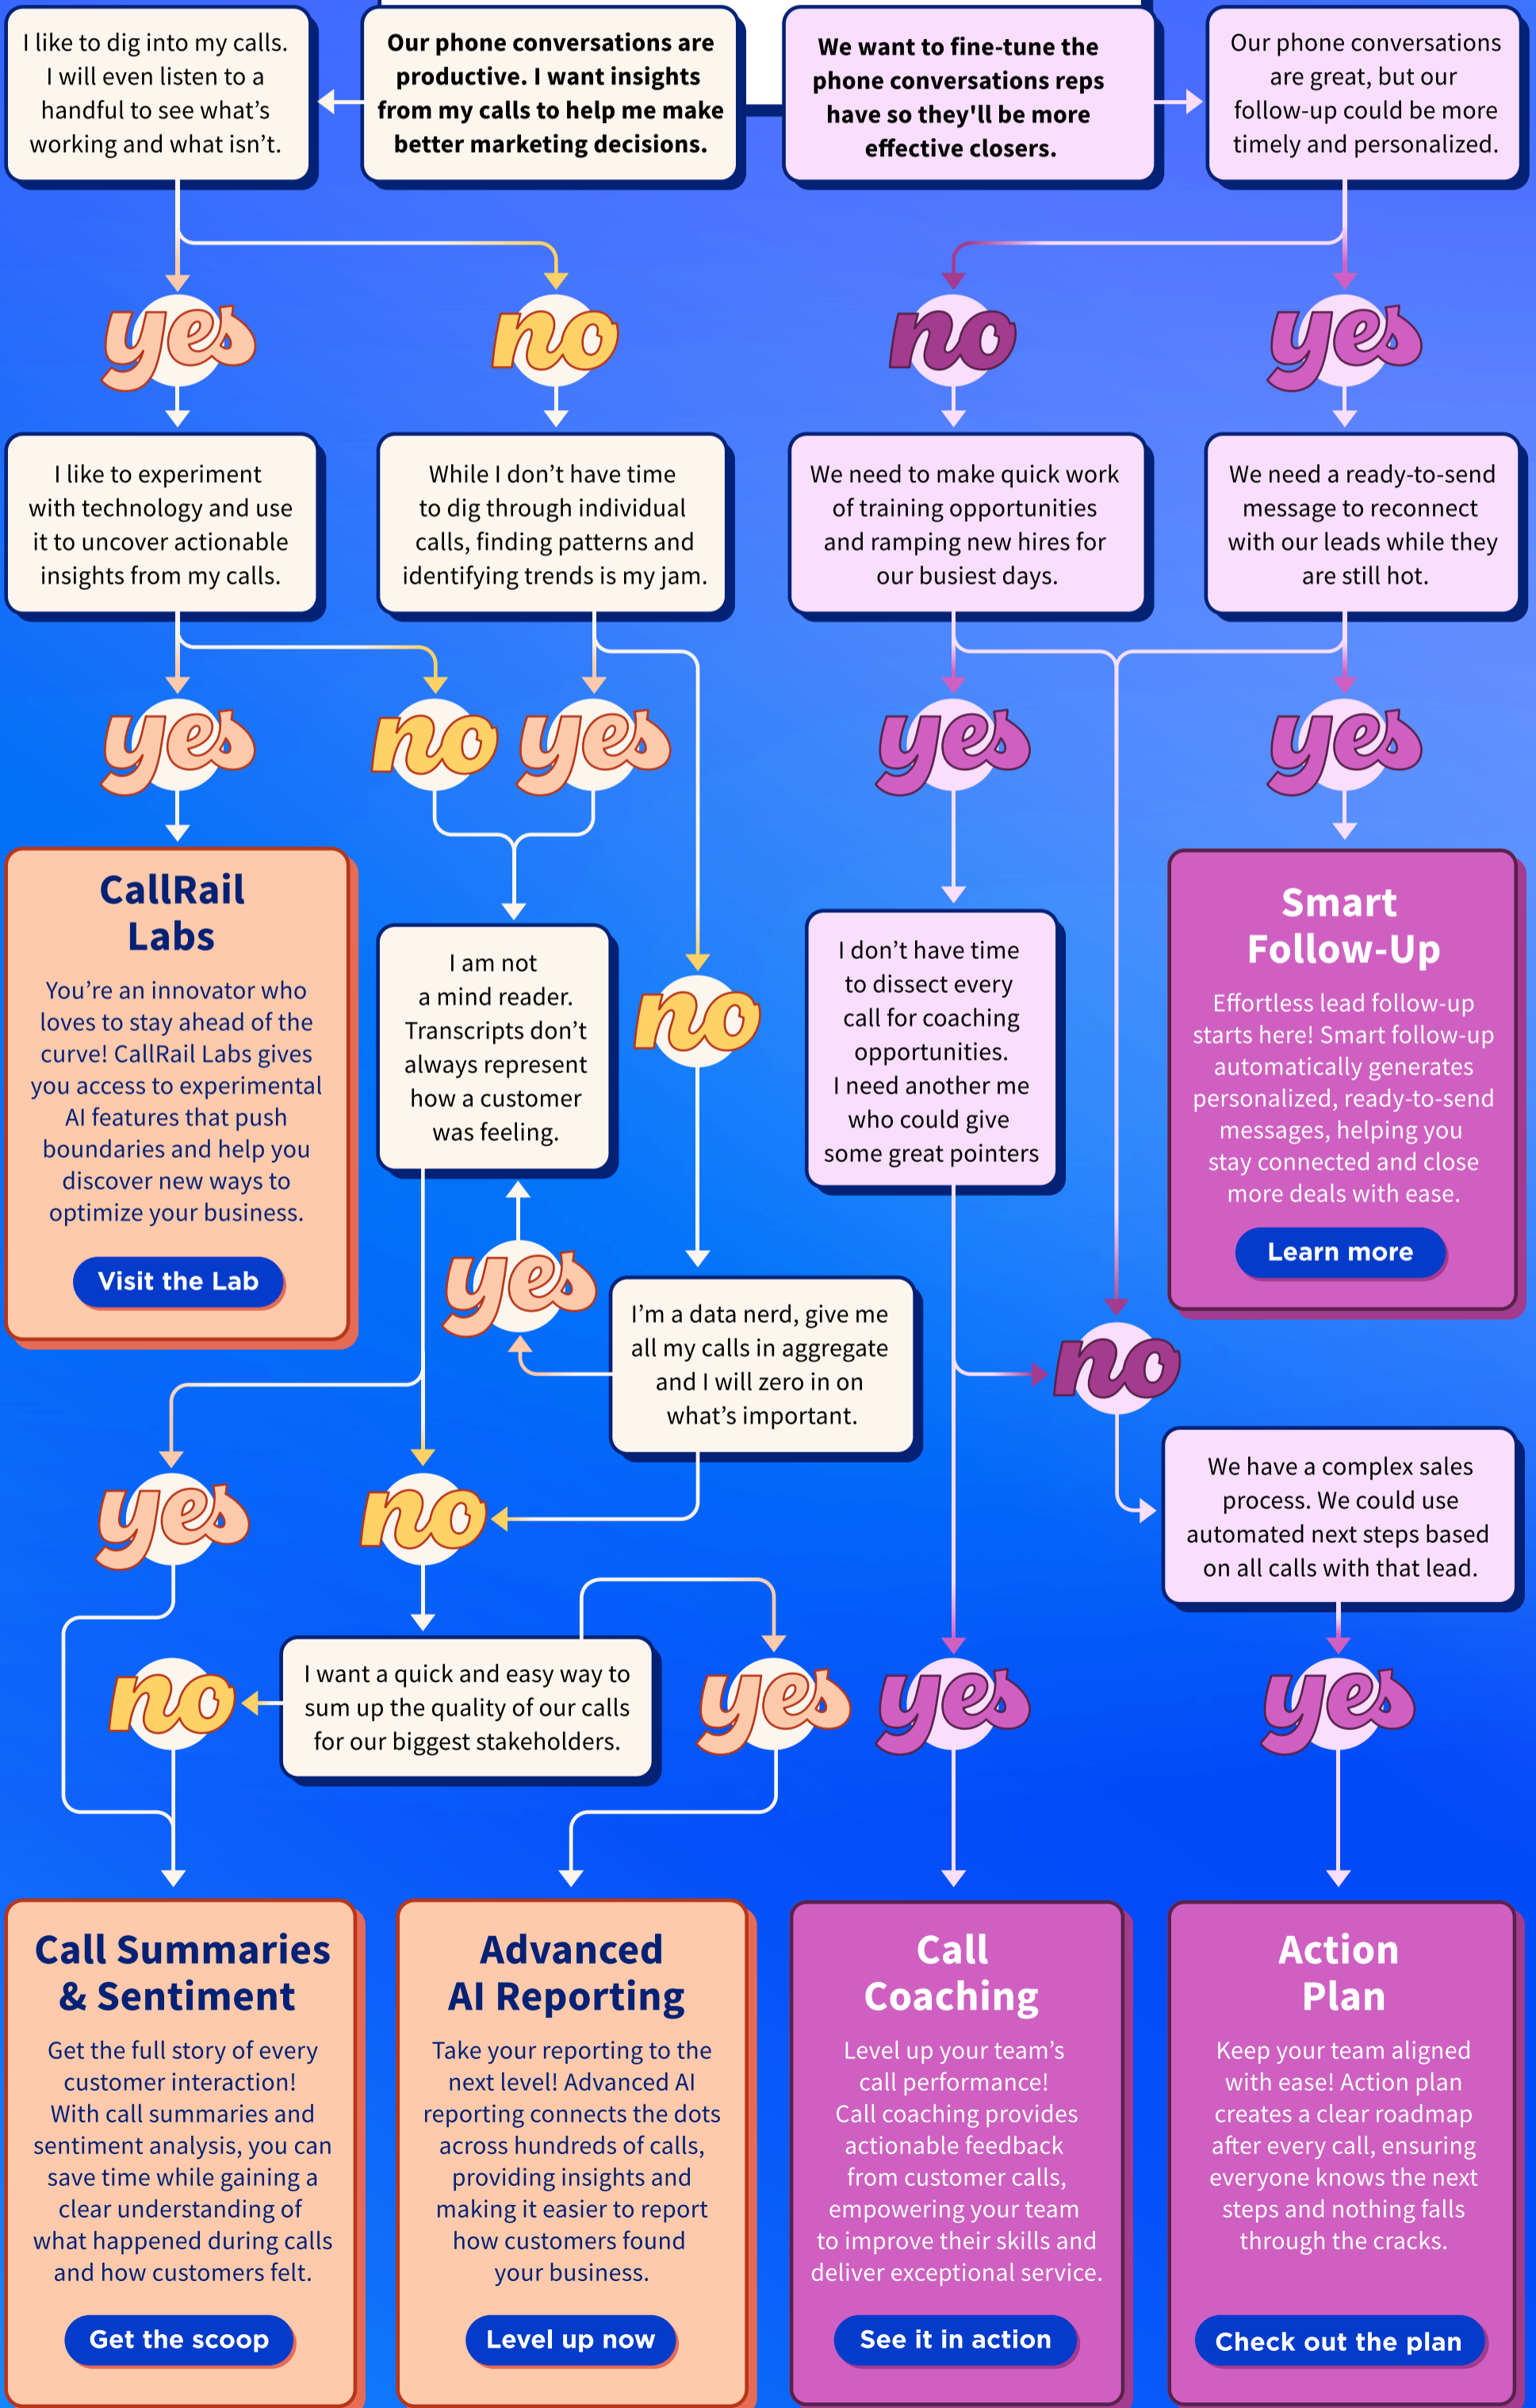 I like to dig into my calls.
I will even listen to a
handful to see what's
working and what isn't.
Our phone conversations are
productive. I want insights
from my calls to help me make
better marketing decisions.
We want to fine-tune the
phone conversations reps
have so they'll be more
effective closers.
Our phone conversations
are great, but our
follow-up could be more
timely and personalized.
yes
no
no
yes
I like to experiment
with technology and use
it to uncover actionable
insights from my calls.
While I don't have time
to dig through individual
calls, finding patterns and
identifying trends is my jam.
We need to make quick work
of training opportunities
and ramping new hires for
our busiest days.
We need a ready-to-send
message to reconnect
with our leads while they
are still hot.
yes
no
yes
yes
yes
CallRail
Labs
You're an innovator who
loves to stay ahead of the
curve! CallRail Labs gives
you access to experimental
AI features that push
boundaries and help you
discover new ways to
optimize your business.
Visit the Lab
I am not
a mind reader.
Transcripts don't
always represent
how a customer
was feeling.
no
I don't have time
to dissect every
call for coaching
opportunities.
I need another me
who could give
some great pointers
Smart
Follow-Up
Effortless lead follow-up
starts here! Smart follow-up
automatically generates
personalized, ready-to-send
messages, helping you
stay connected and close
more deals with ease.
Learn more
yes
I'm a data nerd, give me
all my calls in aggregate
and I will zero in on
what's important.
no
yes
no
We have a complex sales
process. We could use
automated next steps based
on all calls with that lead.
no
I want a quick and easy way to
sum up the quality of our calls
for our biggest stakeholders.
yes
yes
yes
Call Summaries
& Sentiment
Get the full story of every
customer interaction!
With call summaries and
sentiment analysis, you can
save time while gaining a
clear understanding of
what happened during calls
and how customers felt.
Get the scoop
Advanced
AI Reporting
Take your reporting to the
next level! Advanced AI
reporting connects the dots
across hundreds of calls,
providing insights and
making it easier to report
how customers found
your business.
Level up now
Call
Coaching
Level up your team's
call performance!
Call coaching provides
actionable feedback
from customer calls,
empowering your team
to improve their skills and
deliver exceptional service.
See it in action
Action
Plan
Keep your team aligned
with ease! Action plan
creates a clear roadmap
after every call, ensuring
everyone knows the next
steps and nothing falls
through the cracks.
Check out the plan